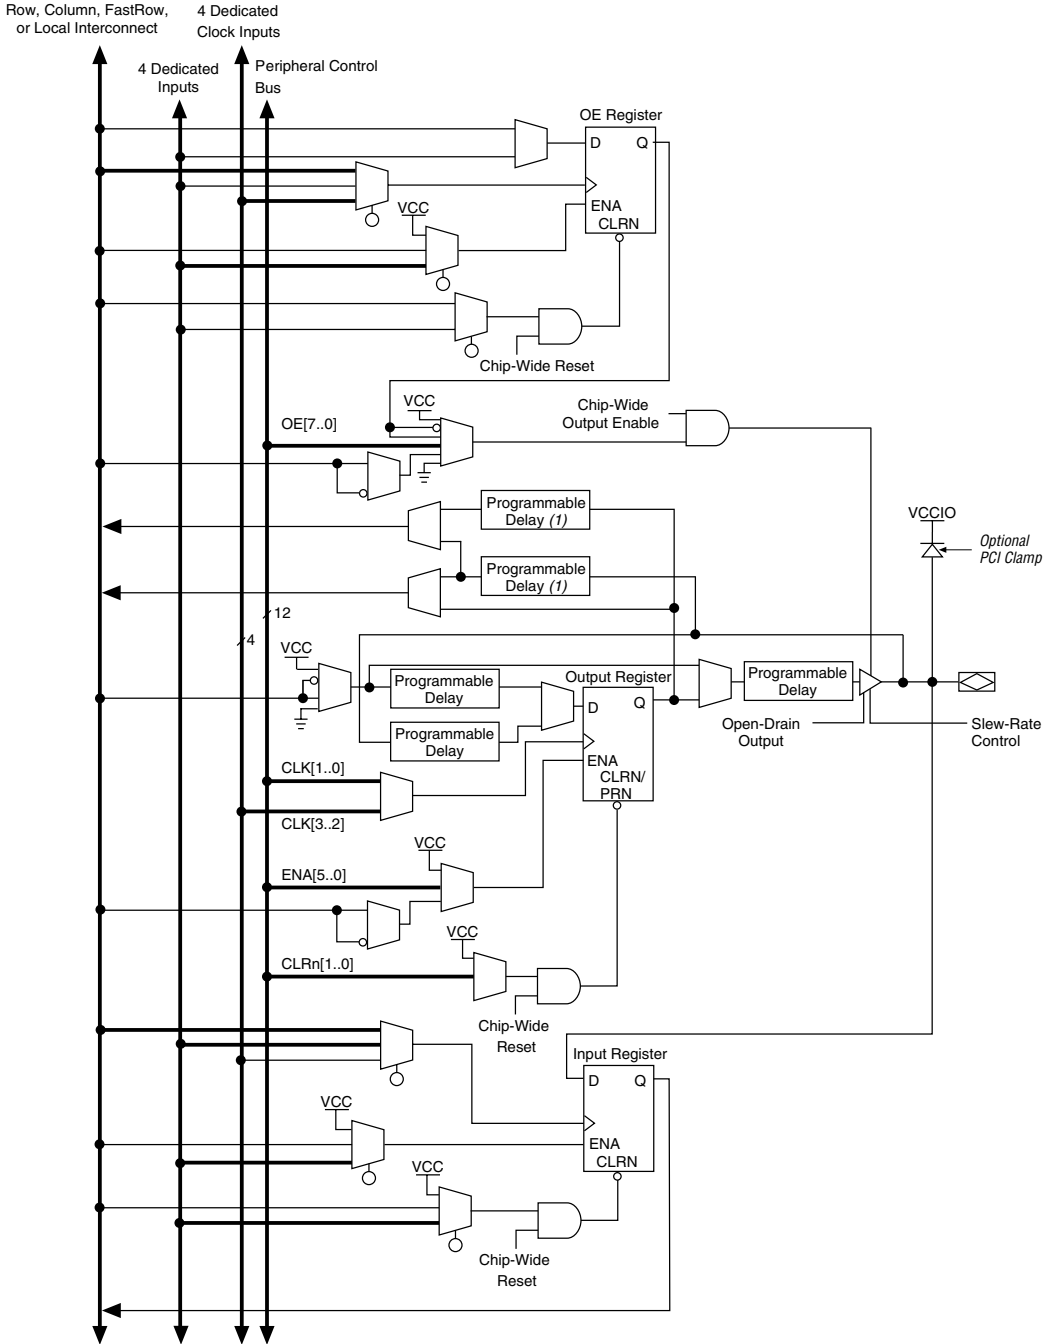 Row, Column, FastRow,
or Local Interconnect
4 Dedicated
Clock Inputs
4 Dedicated
Inputs
Peripheral Control
Bus
OE Register
D
Q
ENA
CLRN
VCC
Chip-Wide Reset
VCC
OE[7..0]
Chip-Wide
Output Enable
Programmable
Delay (1)
VCCIO
Optional
PCI Clamp
Programmable
Delay (1)
12
4
VCC
Programmable
Delay
Output Register
D
Q
ENA
CLRN/
PRN
Programmable
Delay
Programmable
Delay
Open-Drain
Output
Slew-Rate
Control
CLK[1..0]
CLK[3..2]
VCC
ENA[5..0]
VCC
CLRn[1..0]
Chip-Wide
Reset
Input Register
D
Q
ENA
CLRN
VCC
VCC
Chip-Wide
Reset